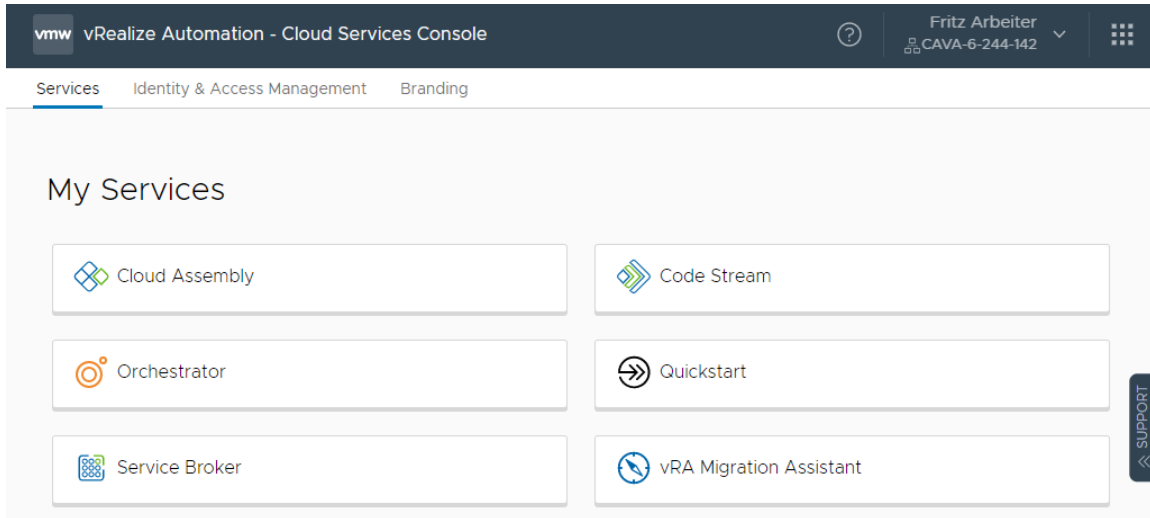 vmw vRealize Automation - Cloud Services Console
Fritz Arbeiter
CAVA-6-244-142
Services Identity & Access Management Branding
My Services
Cloud Assembly
Code Stream
Orchestrator
Quickstart
Service Broker
vRA Migration Assistant
SUPPORT